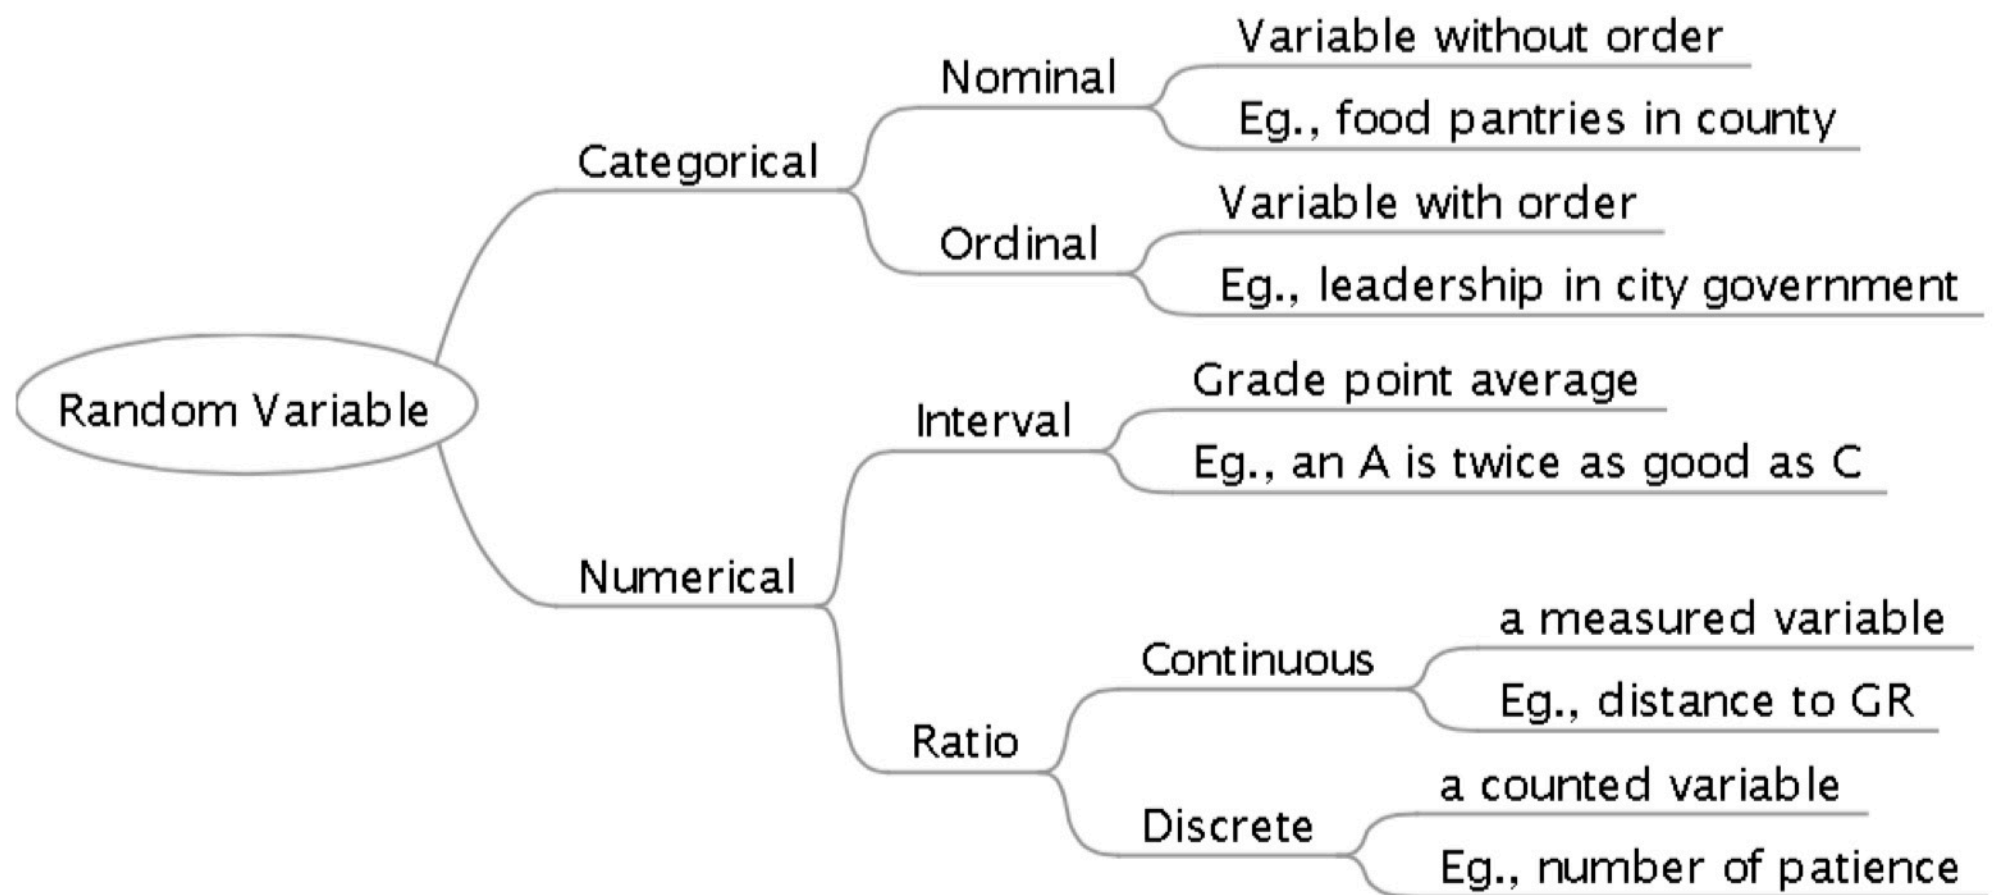 Random Variable
Categorical
Nominal
Variable without order
Eg., food pantries in county
Ordinal
Variable with order
Eg., leadership in city government
Numerical
Interval
Grade point average
Eg., an A is twice as good as C
Ratio
Continuous
a measured variable
Eg., distance to GR
Discrete
a counted variable
Eg., number of patience